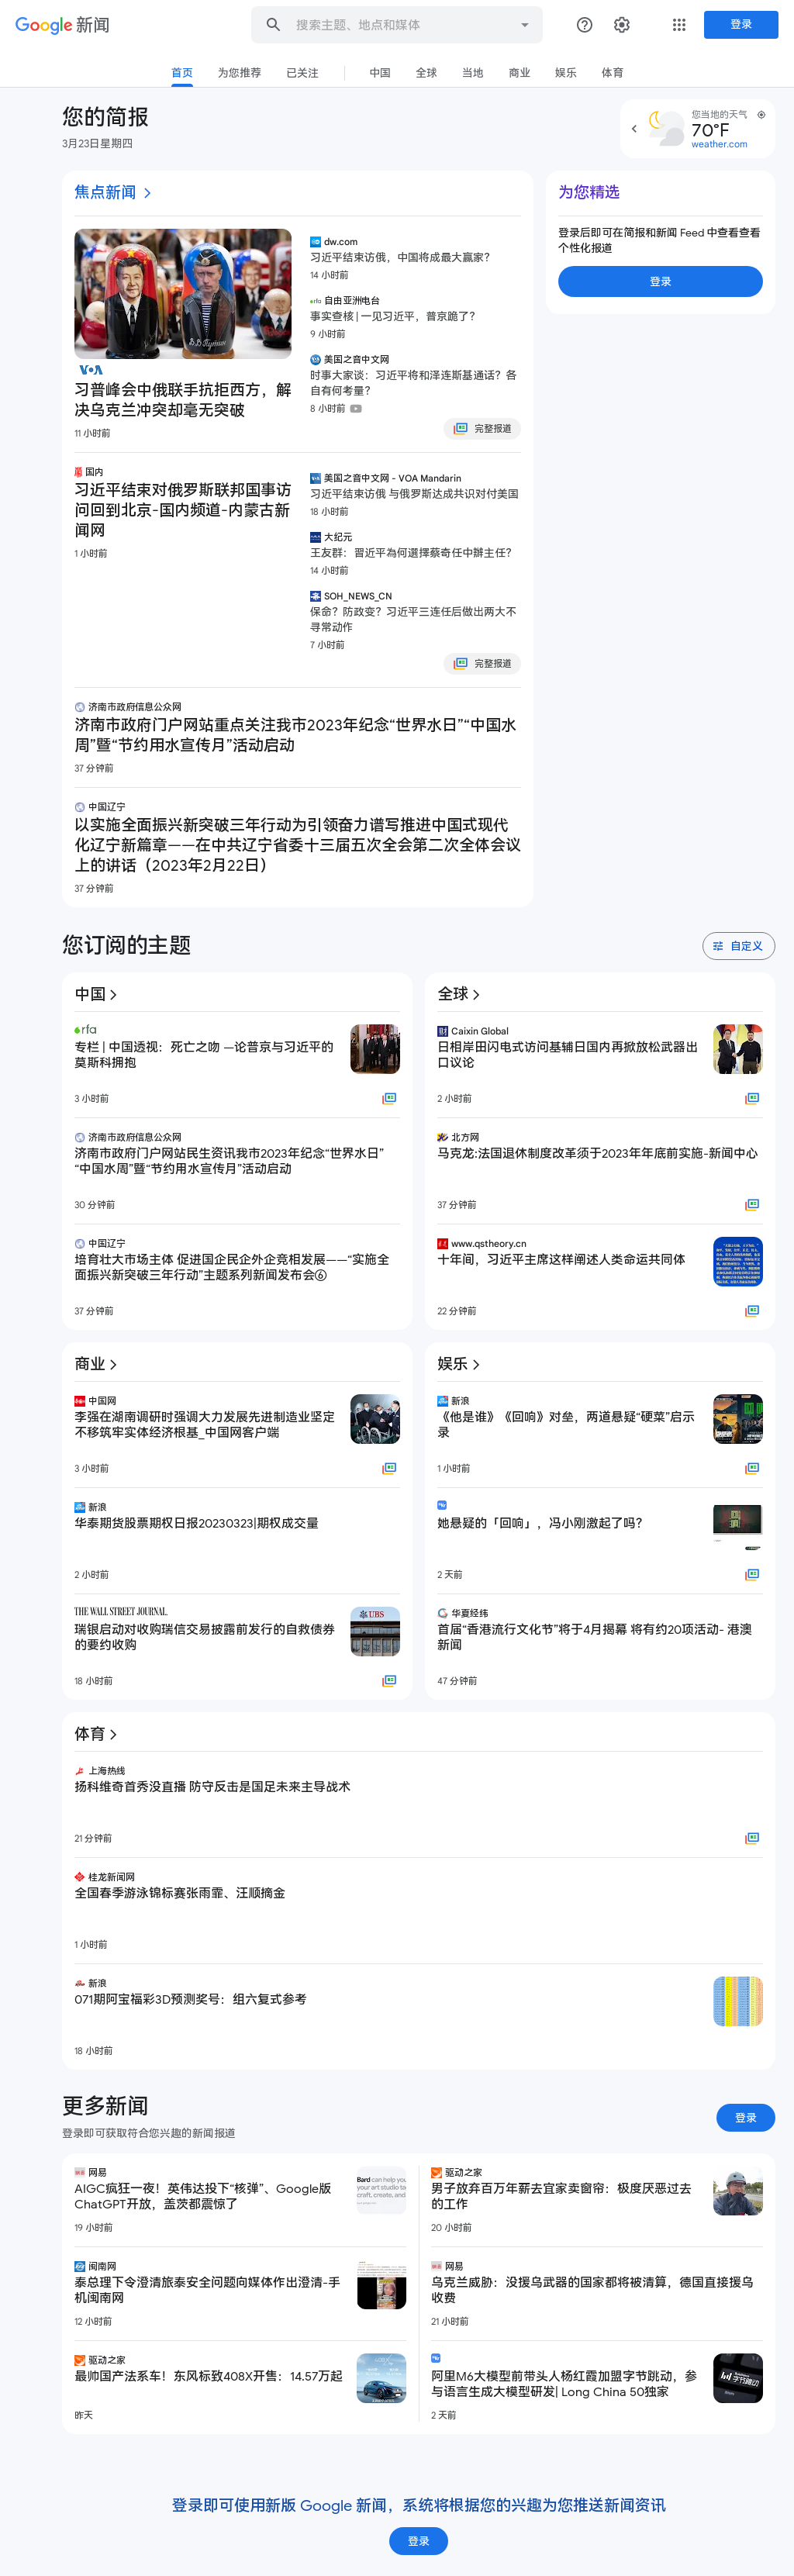 Google 新闻
搜索主题、地点和媒体
登录
首页
为您推荐
已关注
中国
全球
当地
商业
娱乐
体育
您的简报
3月23日星期四
您当地的天气
70°F
weather.com
焦点新闻
VOA
习普峰会中俄联手抗拒西方，解
决乌克兰冲突却毫无突破
11 小时前
dw.com
习近平结束访俄，中国将成最大赢家？
14 小时前
rfa 自由亚洲电台
事实查核 | 一见习近平，普京跪了？
9 小时前
美国之音中文网
时事大家谈：习近平将和泽连斯基通话？各
自有何考量？
8 小时前
完整报道
国内
习近平结束对俄罗斯联邦国事访
问回到北京-国内频道-内蒙古新
闻网
1 小时前
美国之音中文网 - VOA Mandarin
习近平结束访俄 与俄罗斯达成共识对付美国
18 小时前
大纪元
王友群：習近平為何選擇蔡奇任中辦主任？
14 小时前
SOH_NEWS_CN
保命？防政变？习近平三连任后做出两大不
寻常动作
7 小时前
完整报道
济南市政府信息公众网
济南市政府门户网站重点关注我市2023年纪念“世界水日”“中国水
周”暨“节约用水宣传月”活动启动
37 分钟前
中国辽宁
以实施全面振兴新突破三年行动为引领奋力谱写推进中国式现代
化辽宁新篇章——在中共辽宁省委十三届五次全会第二次全体会议
上的讲话（2023年2月22日）
37 分钟前
为您精选
登录后即可在简报和新闻 Feed 中查看查看
个性化报道
登录
您订阅的主题
自定义
中国
rfa
专栏 | 中国透视：死亡之吻 —论普京与习近平的
莫斯科拥抱
3 小时前
济南市政府信息公众网
济南市政府门户网站民生资讯我市2023年纪念“世界水日”
“中国水周”暨“节约用水宣传月”活动启动
30 分钟前
中国辽宁
培育壮大市场主体 促进国企民企外企竞相发展——“实施全
面振兴新突破三年行动”主题系列新闻发布会⑥
37 分钟前
全球
Caixin Global
日相岸田闪电式访问基辅日国内再掀放松武器出
口议论
2 小时前
北方网
马克龙:法国退休制度改革须于2023年年底前实施-新闻中心
37 分钟前
www.qstheory.cn
十年间，习近平主席这样阐述人类命运共同体
22 分钟前
商业
中国网
李强在湖南调研时强调大力发展先进制造业坚定
不移筑牢实体经济根基_中国网客户端
3 小时前
新浪
华泰期货股票期权日报20230323|期权成交量
2 小时前
THE WALL STREET JOURNAL.
瑞银启动对收购瑞信交易披露前发行的自救债券
的要约收购
UBS
18 小时前
娱乐
新浪
《他是谁》《回响》对垒，两道悬疑“硬菜”启示
录
1 小时前
她悬疑的「回响」，冯小刚激起了吗？
2 天前
华夏经纬
首届“香港流行文化节”将于4月揭幕 将有约20项活动- 港澳
新闻
47 分钟前
体育
上海热线
扬科维奇首秀没直播 防守反击是国足未来主导战术
21 分钟前
桂龙新闻网
全国春季游泳锦标赛张雨霏、汪顺摘金
1 小时前
新浪
071期阿宝福彩3D预测奖号：组六复式参考
18 小时前
更多新闻
登录即可获取符合您兴趣的新闻报道
登录
网易
AIGC疯狂一夜！英伟达投下“核弹”、Google版
ChatGPT开放，盖茨都震惊了
19 小时前
闽南网
泰总理下令澄清旅泰安全问题向媒体作出澄清-手
机闽南网
12 小时前
驱动之家
最帅国产法系车！东风标致408X开售：14.57万起
昨天
驱动之家
男子放弃百万年薪去宜家卖窗帘：极度厌恶过去
的工作
20 小时前
网易
乌克兰威胁：没援乌武器的国家都将被清算，德国直接援乌
收费
21 小时前
阿里M6大模型前带头人杨红霞加盟字节跳动，参
与语言生成大模型研发| Long China 50独家
字节跳动
2 天前
登录即可使用新版 Google 新闻，系统将根据您的兴趣为您推送新闻资讯
登录